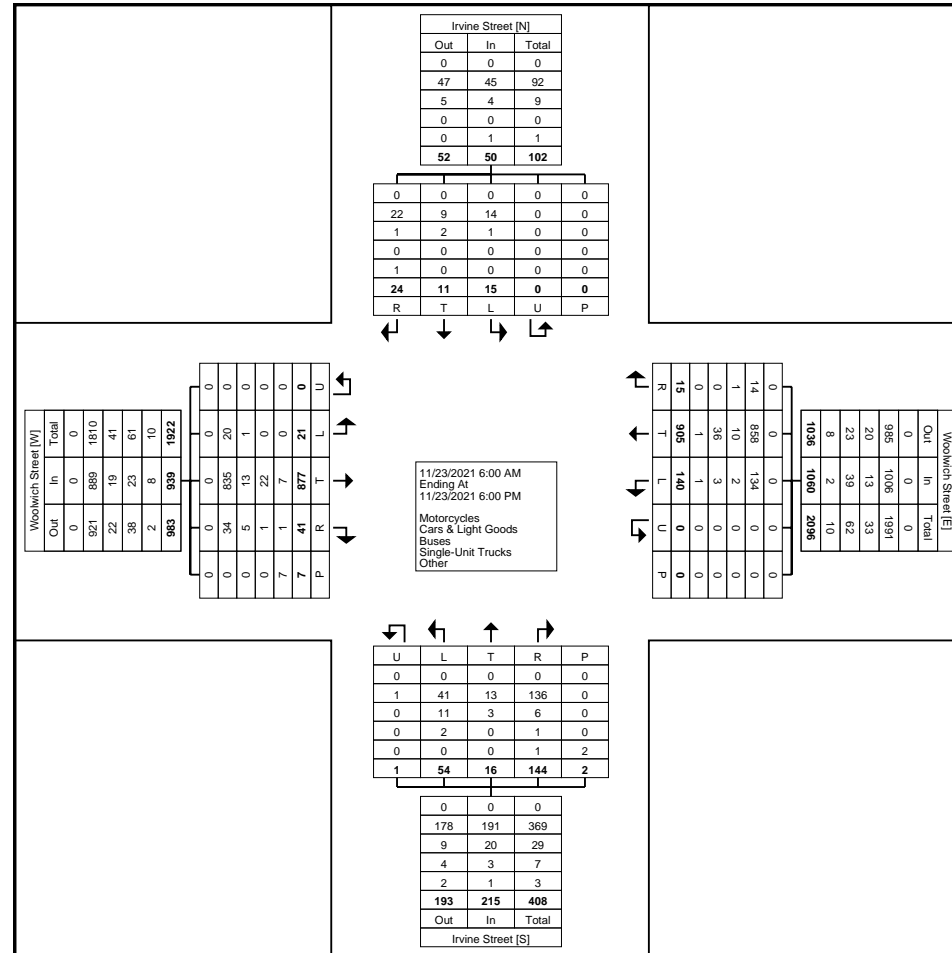 Irvine Street [N]
Out In Total
0 0 0
47 45 92
5 4 9
0 0 0
0 1 1
52 50 102
0 0 0 0 0
22 9 14 0 0
1 2 1 0 0
0 0 0 0 0
1 0 0 0 0
24 11 15 0 0
R T L U P
Woolwich Street [W]
Total In Out
0 0 0
1810 889 921
41 19 22
61 23 38
10 8 2
1922 939 983
0 0 0 0 0
0 20 835 34 0
0 1 13 5 0
0 0 22 1 0
0 0 7 1 7
0 21 877 41 7
U L T R P
11/23/2021 6:00 AM
Ending At
11/23/2021 6:00 PM
Motorcycles
Cars & Light Goods
Buses
Single-Unit Trucks
Other
Woolwich Street [E]
Out In Total
0 0 0
985 1006 1991
20 13 33
23 39 62
8 2 10
1036 1060 2096
0 0 0 0 0
14 858 134 0 0
1 10 2 0 0
0 36 3 0 0
0 1 1 0 0
15 905 140 0 0
R T L U P
U L T R P
0 0 0 0 0
1 41 13 136 0
0 11 3 6 0
0 2 0 1 0
0 0 0 1 2
1 54 16 144 2
0 0 0
178 191 369
9 20 29
4 3 7
2 1 3
193 215 408
Out In Total
Irvine Street [S]